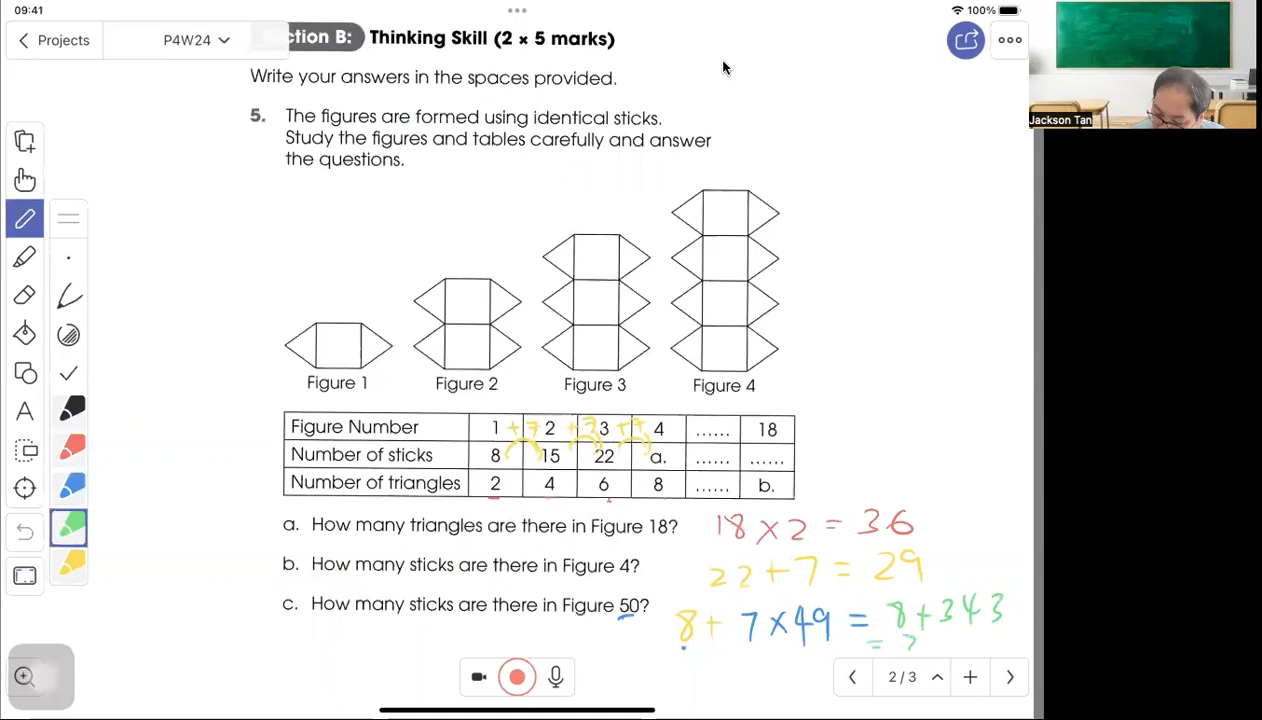 09:41
100%
Projects
P4W24
ction B: Thinking Skill (2 × 5 marks)
Write your answers in the spaces provided.
5. The figures are formed using identical sticks.
Study the figures and tables carefully and answer
the questions.
Jackson Tan
Figure 1 Figure 2 Figure 3 Figure 4
Figure Number 1 +7 2 +7 3 +7 4 ...... 18
Number of sticks 8 15 22 a. ...... ......
Number of triangles 2 4 6 8 ...... b.
a. How many triangles are there in Figure 18? 18 × 2 = 36
b. How many sticks are there in Figure 4? 22 + 7 = 29
c. How many sticks are there in Figure 50? 8 + 7 × 49 = 8 + 343
=
A
2 / 3